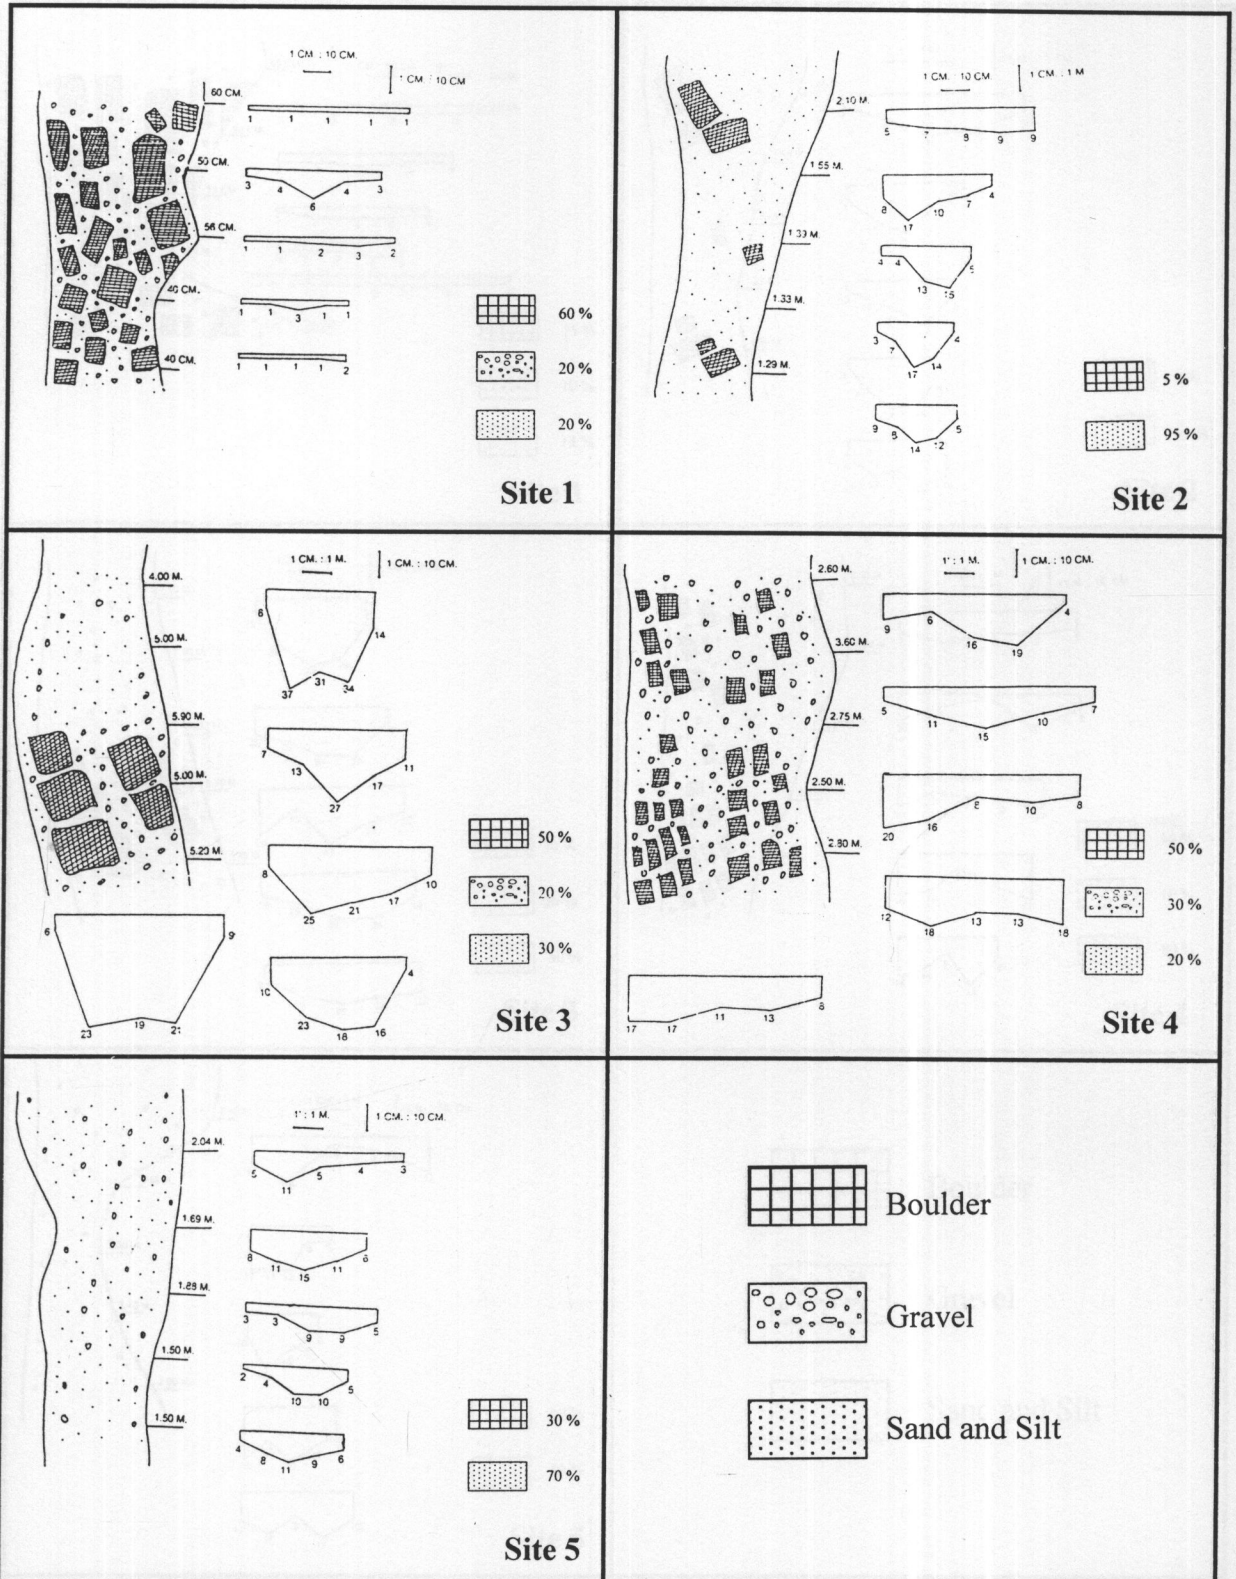 1 CM. : 10 CM.
1 CM. : 10 CM
60 CM.
1 1 1 1 1
50 CM.
3 4 6 4 3
56 CM.
1 1 2 3 2
40 CM.
1 1 3 1 1
40 CM.
1 1 1 1 2
60 %
20 %
20 %
Site 1
1 CM. : 10 CM.
1 CM. : 1 M
2.10 M.
5 7 8 9 9
1.55 M.
8 17 10 7 4
1.39 M.
4 4 13 15 5
1.33 M.
3 7 17 14 4
1.29 M.
9 8 14 12 5
5 %
95 %
Site 2
1 CM. : 1 M.
1 CM. : 10 CM.
4.00 M.
6 37 31 34 14
5.00 M.
5.90 M.
7 13 27 17 11
5.00 M.
5.20 M.
8 25 21 17 10
50 %
20 %
30 %
6 23 19 9
10 23 18 16 4
Site 3
: 1 M.
1 CM. : 10 CM.
2.60 M.
9 6 16 19 4
3.60 M.
5 11 15 10 7
2.75 M.
2.50 M.
20 16 8 10 8
2.80 M.
12 18 13 13 18
50 %
30 %
20 %
17 17 11 13 8
Site 4
: 1 M.
1 CM. : 10 CM.
2.04 M.
5 11 5 4 3
1.69 M.
8 11 15 11 6
1.88 M.
3 3 9 9 5
1.50 M.
2 4 10 10 5
1.50 M.
4 8 11 9 6
30 %
70 %
Site 5
Boulder
Gravel
Sand and Silt